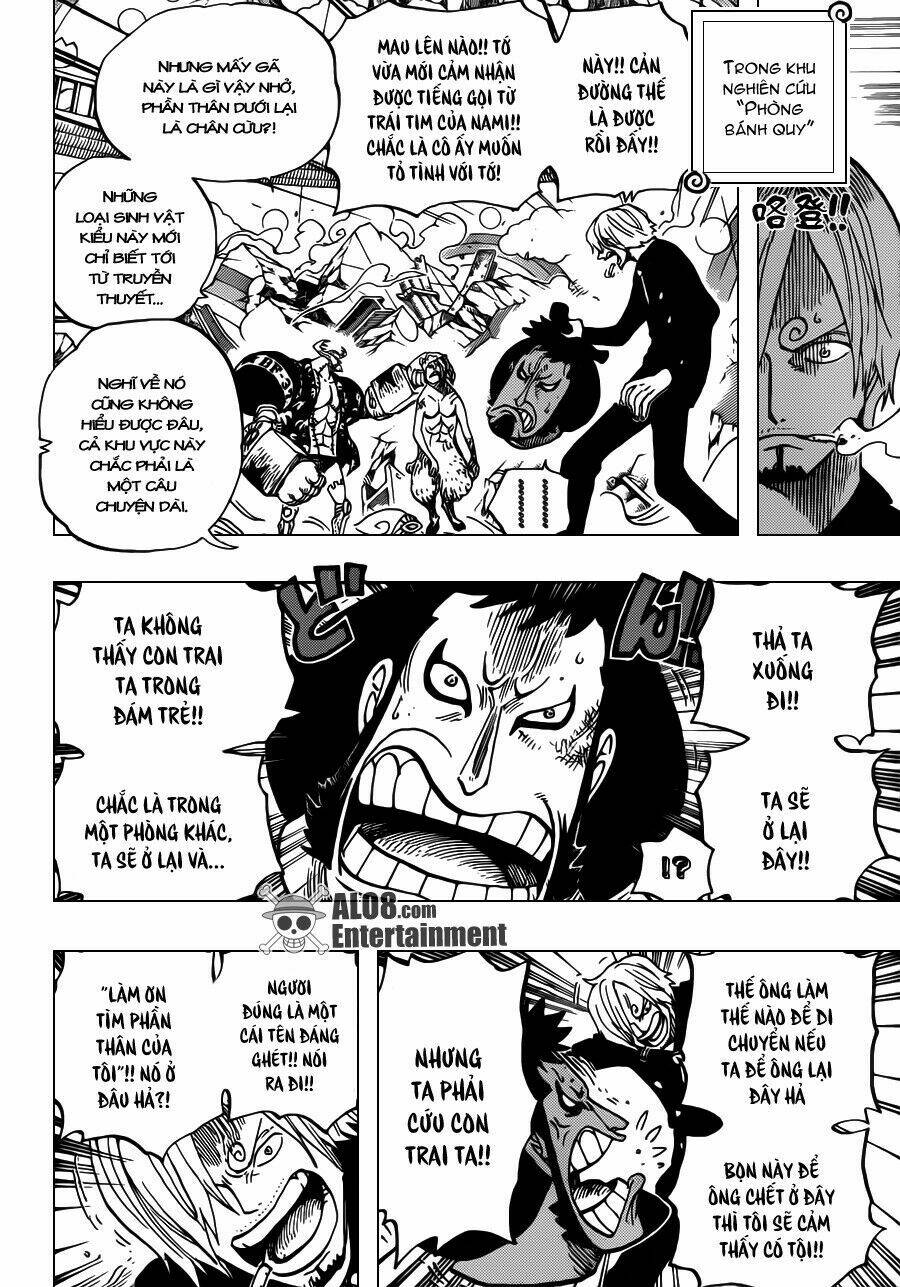 TRONG KHU
NGHIÊN CỨU
“PHÒNG
BÁNH QUY”
咯噔!!
NÀY!! CẢN
ĐƯỜNG THẾ
LÀ ĐƯỢC
RỒI ĐẤY!!
MAU LÊN NÀO!! TỚ
VỪA MỚI CẢM NHẬN
ĐƯỢC TIẾNG GỌI TỪ
TRÁI TIM CỦA NAMI!!
CHẮC LÀ CÔ ẤY MUỐN
TỎ TÌNH VỚI TỚ!
NHƯNG MẤY GÃ
NÀY LÀ GÌ VẬY NHỞ,
PHẦN THÂN DƯỚI LẠI
LÀ CHÂN CỪU?!
NHỮNG
LOẠI SINH VẬT
KIỂU NÀY MỚI
CHỈ BIẾT TỚI
TỪ TRUYỀN
THUYẾT...
NGHĨ VỀ NÓ
CŨNG KHÔNG
HIỂU ĐƯỢC ĐÂU,
CẢ KHU VỰC NÀY
CHẮC PHẢI LÀ
MỘT CÂU
CHUYỆN DÀI.
THẢ TA
XUÔNG
ĐI!!
TA SẼ
Ở LẠI
ĐÂY!!
どん!!
!?
TA KHÔNG
THẤY CON TRAI
TA TRONG
ĐÁM TRẺ!!
CHẮC LÀ TRONG
MỘT PHÒNG KHÁC,
TA SẼ Ở LẠI VÀ...
ALO8.com
Entertainment
THẾ ÔNG LÀM
THẾ NÀO ĐỂ DI
CHUYỂN NẾU
TA ĐỂ ÔNG LẠI
ĐÂY HẢ
BỌN NÀY ĐỂ
ÔNG CHẾT Ở ĐÂY
THÌ TÔI SẼ CẢM
THẤY CÓ TỘI!!
NHƯNG
TA PHẢI
CỨU CON
TRAI TA!!
NGƯƠI
ĐÚNG LÀ MỘT
CÁI TÊN ĐÁNG
GHÉT!! NÓI
RA ĐI!!
"LÀM ƠN
TÌM PHẦN
THÂN CỦA
TÔI"!! NÓ Ở
ĐÂU HẢ?!